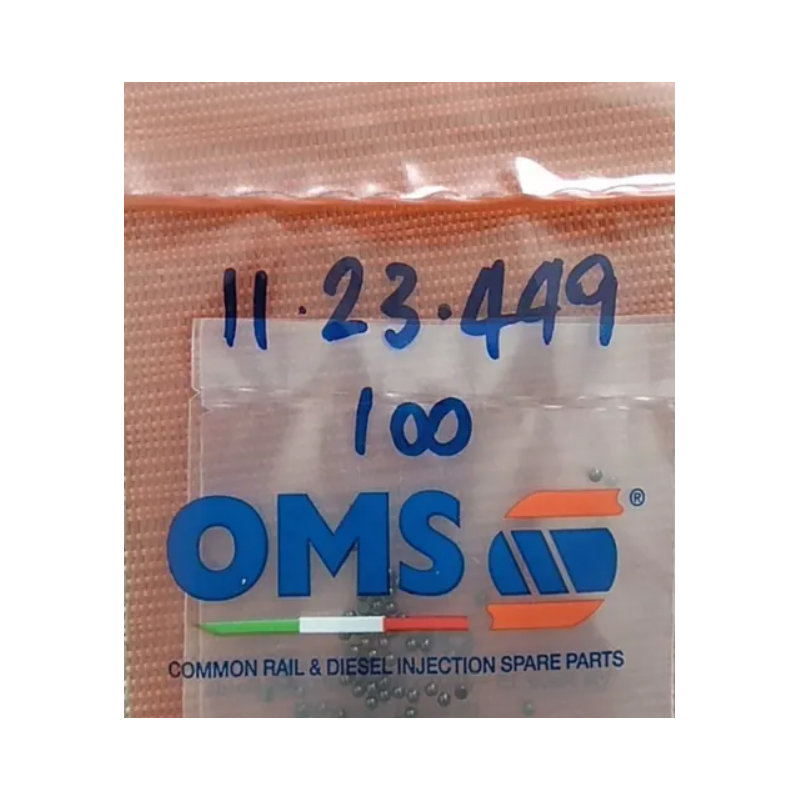 11.23.449
100
OMS ®
COMMON RAIL & DIESEL INJECTION SPARE PARTS